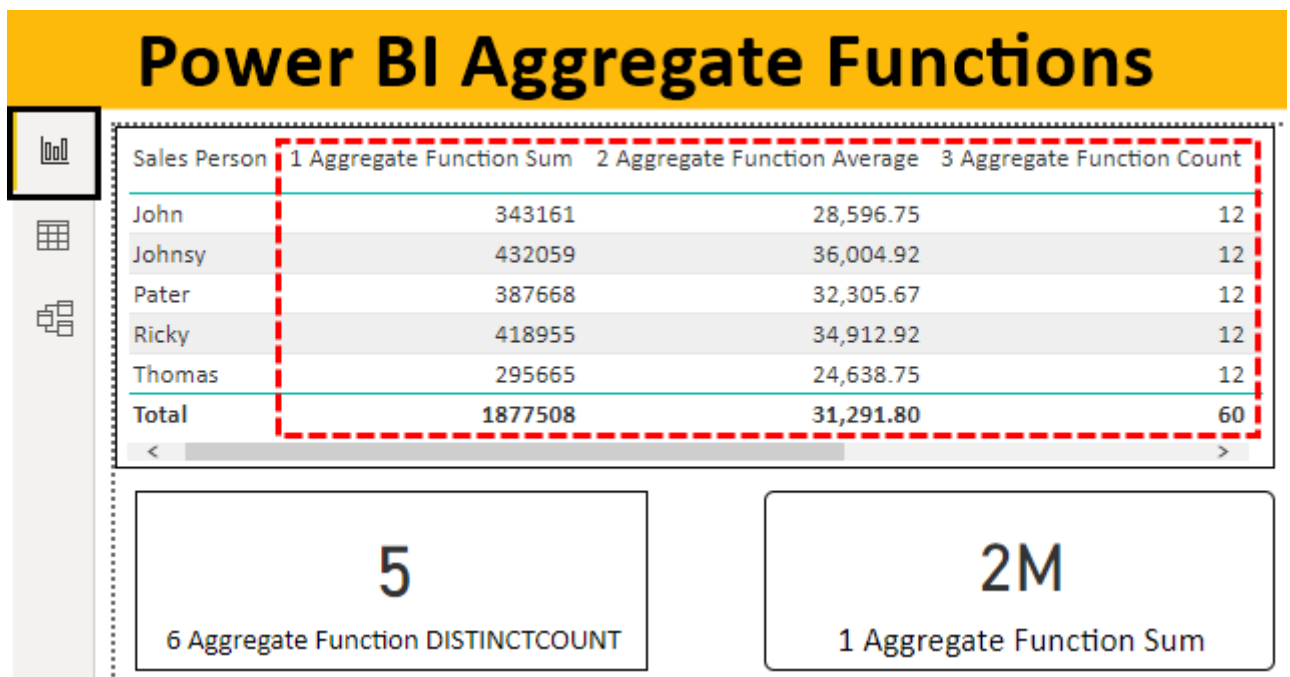 Power BI Aggregate Functions
Sales Person 1 Aggregate Function Sum 2 Aggregate Function Average 3 Aggregate Function Count
John 343161 28,596.75 12
Johnsy 432059 36,004.92 12
Pater 387668 32,305.67 12
Ricky 418955 34,912.92 12
Thomas 295665 24,638.75 12
Total 1877508 31,291.80 60
5
6 Aggregate Function DISTINCTCOUNT
2M
1 Aggregate Function Sum